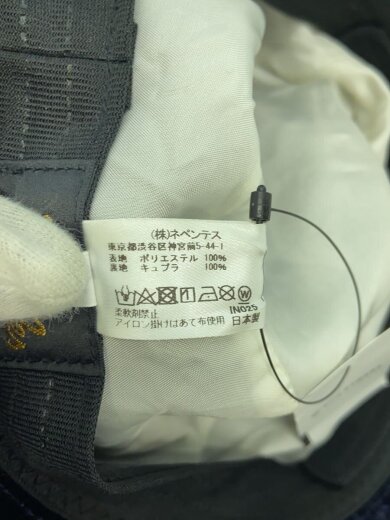 (株)ネペンテス
東京都渋谷区神宮前5-44-1
表地 ポリエステル 100%
裏地 キュプラ 100%
IN025
柔軟剤禁止
アイロン掛けはあて布使用 日本製